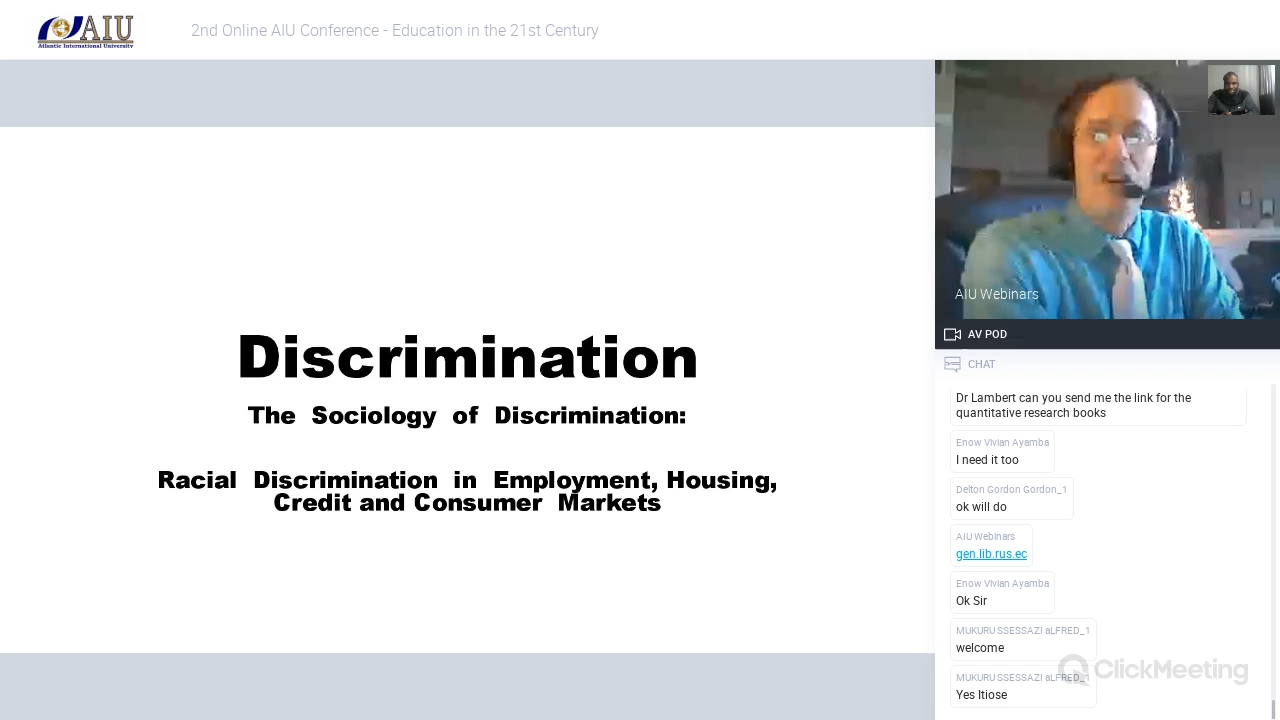 AIU
Atlantic International University
2nd Online AIU Conference - Education in the 21st Century
Discrimination
The Sociology of Discrimination:
Racial Discrimination in Employment, Housing,
Credit and Consumer Markets
AIU Webinars
AV POD
CHAT
Dr Lambert can you send me the link for the
quantitative research books
Enow Vivian Ayamba
I need it too
Delton Gordon Gordon_1
ok will do
AIU Webinars
gen.lib.rus.ec
Enow Vivian Ayamba
Ok Sir
MUKURU SSESSAZI aLFRED_1
welcome
MUKURU SSESSAZI aLFRED_1
Yes Itiose
ClickMeeting